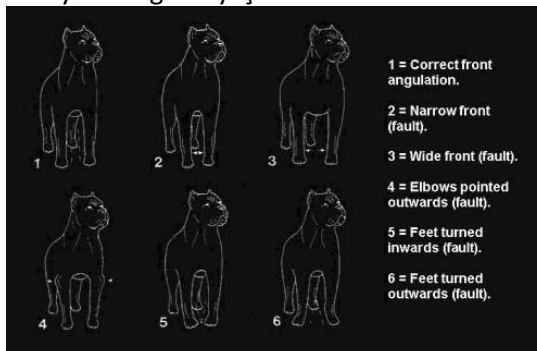 1
2
3
4
5
6
1 = Correct front
angulation.
2 = Narrow front
(fault).
3 = Wide front (fault).
4 = Elbows pointed
outwards (fault).
5 = Feet turned
inwards (fault).
6 = Feet turned
outwards (fault).